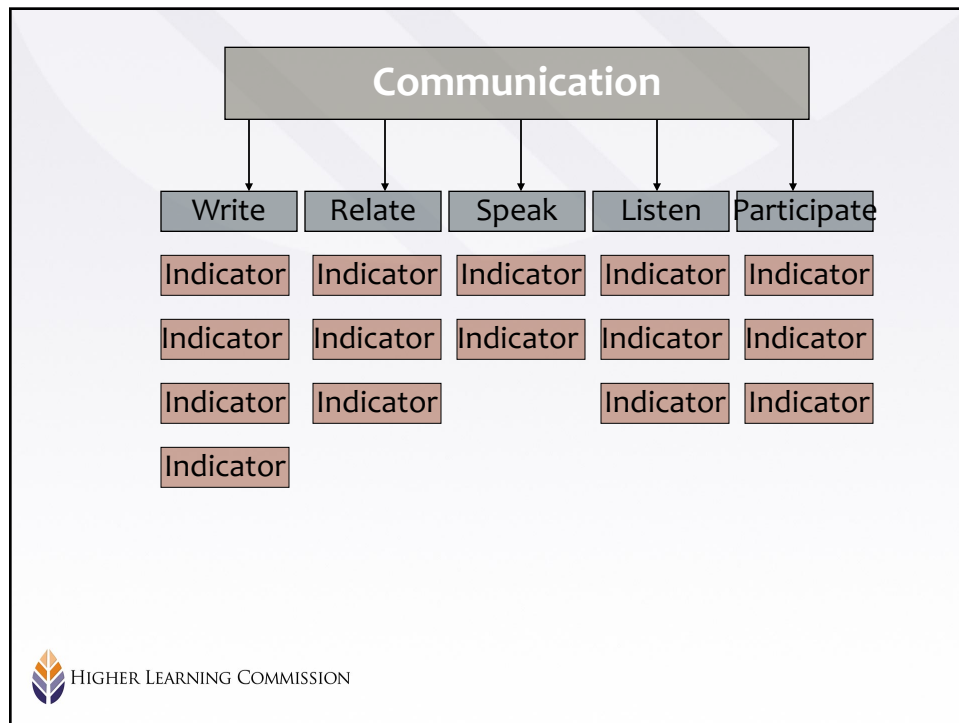 Communication
Write Relate Speak Listen Participate
Indicator Indicator Indicator Indicator Indicator
Indicator Indicator Indicator Indicator Indicator
Indicator Indicator Indicator Indicator
Indicator
HIGHER LEARNING COMMISSION